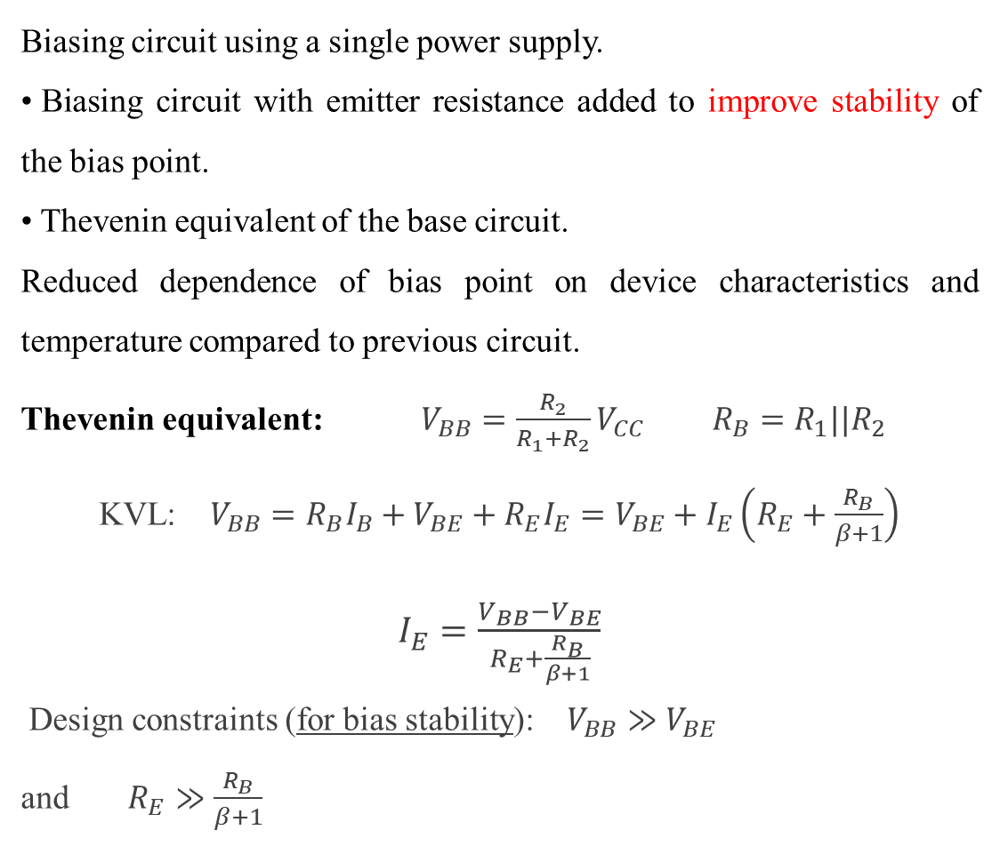 Biasing circuit using a single power supply.
• Biasing circuit with emitter resistance added to improve stability of
the bias point.
• Thevenin equivalent of the base circuit.
Reduced dependence of bias point on device characteristics and
temperature compared to previous circuit.
Thevenin equivalent: $V_{BB} = \frac{R_2}{R_1+R_2} V_{CC}$ $R_B = R_1||R_2$
KVL: $V_{BB} = R_B I_B + V_{BE} + R_E I_E = V_{BE} + I_E \left(R_E + \frac{R_B}{\beta+1}\right)$
$I_E = \frac{V_{BB}-V_{BE}}{R_E+\frac{R_B}{\beta+1}}$
Design constraints (for bias stability): $V_{BB} \gg V_{BE}$
and $R_E \gg \frac{R_B}{\beta+1}$